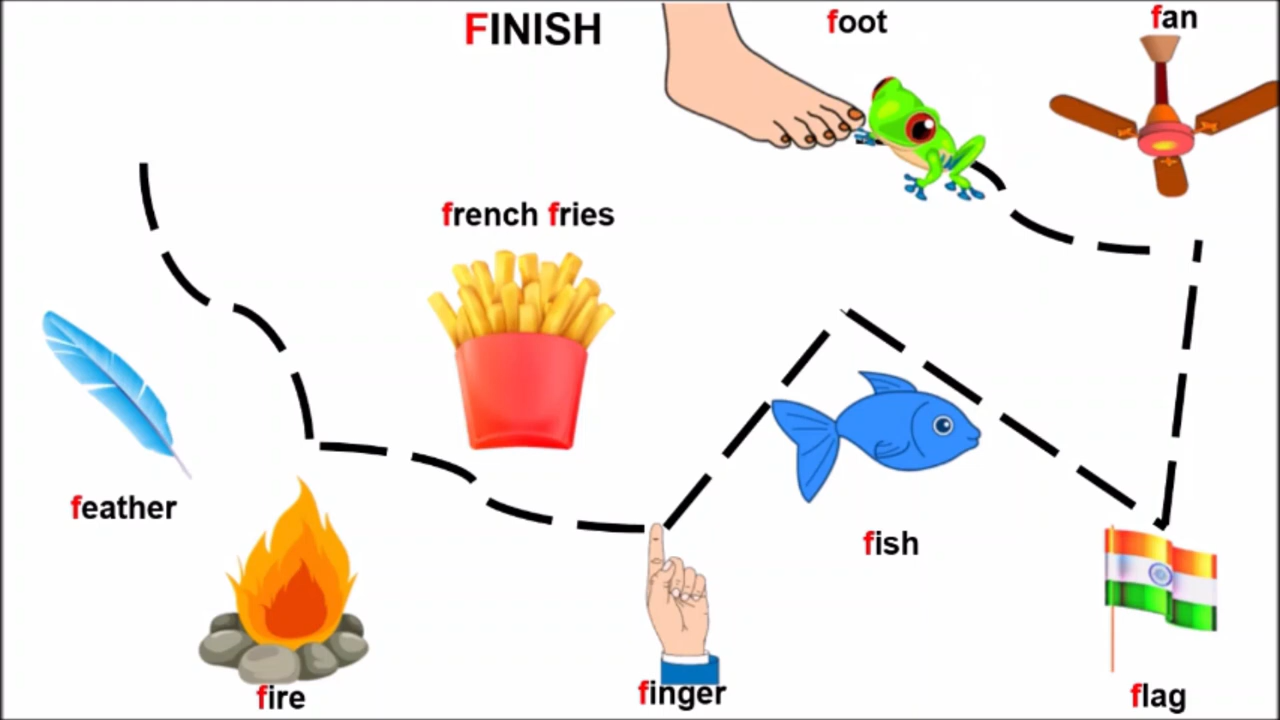 FINISH
foot
fan
french fries
feather
fish
fire
finger
flag